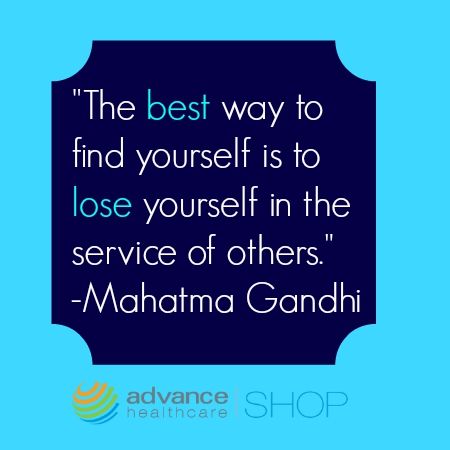 "The best way to
find yourself is to
lose yourself in the
service of others."
-Mahatma Gandhi
advance
healthcare
SHOP